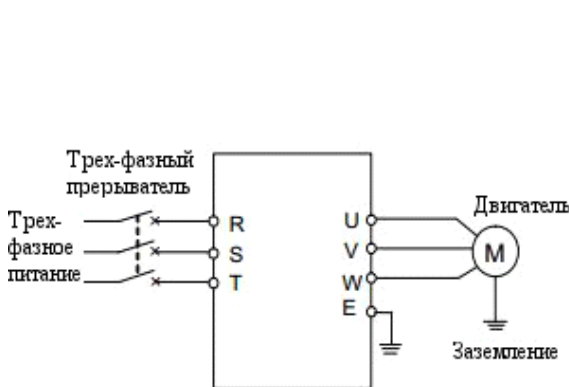 Трех-фазный
прерыватель
Трех-
фазное
питание
R
S
T
U
V
W
E
Двигатель
M
Заземление